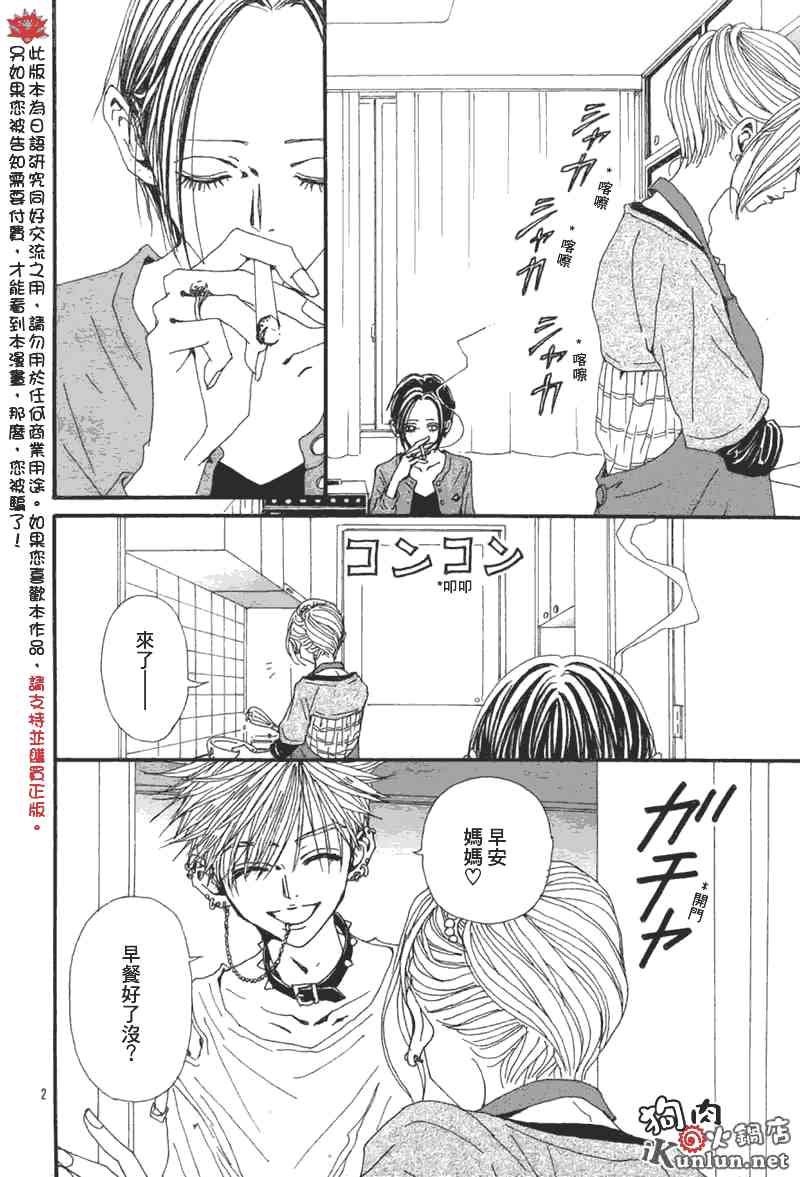 此版本為日語研究同好交流之用，請勿用於任何商業用途。如果您喜歡本作品，請支持並購買正版。
另如果您被告知需要付費，才能看到本漫畫，那麼，您被騙了！
シャカ
*喀嚓
シャカ
*喀嚓
シャカ
*喀嚓
コンコン
*叩叩
來了——
ガチャ
*開門
早安
媽媽♡
早餐好了沒？
2
狗肉
火鍋店
iKunlun.net